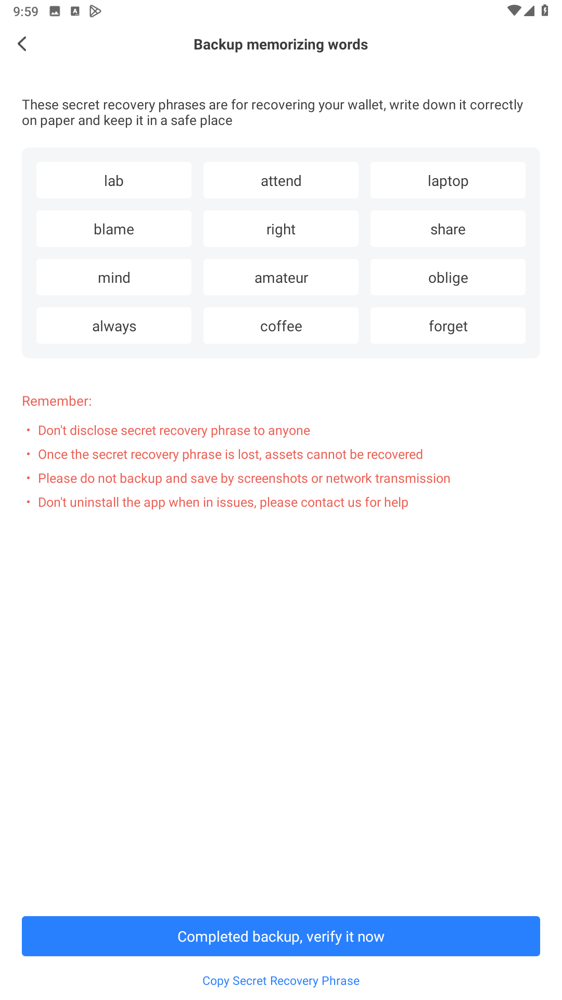 9:59
Backup memorizing words
These secret recovery phrases are for recovering your wallet, write down it correctly
on paper and keep it in a safe place
lab attend laptop
blame right share
mind amateur oblige
always coffee forget
Remember:
• Don't disclose secret recovery phrase to anyone
• Once the secret recovery phrase is lost, assets cannot be recovered
• Please do not backup and save by screenshots or network transmission
• Don't uninstall the app when in issues, please contact us for help
Completed backup, verify it now
Copy Secret Recovery Phrase